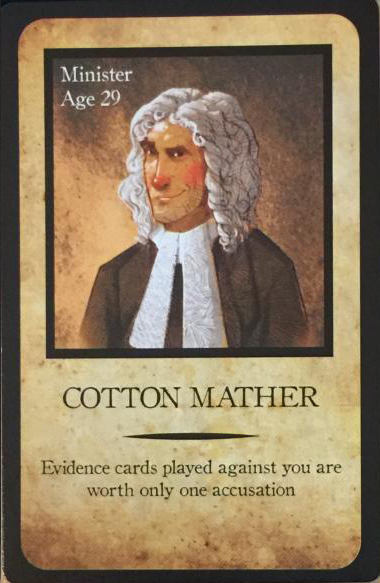 Minister
Age 29
COTTON MATHER
Evidence cards played against you are
worth only one accusation